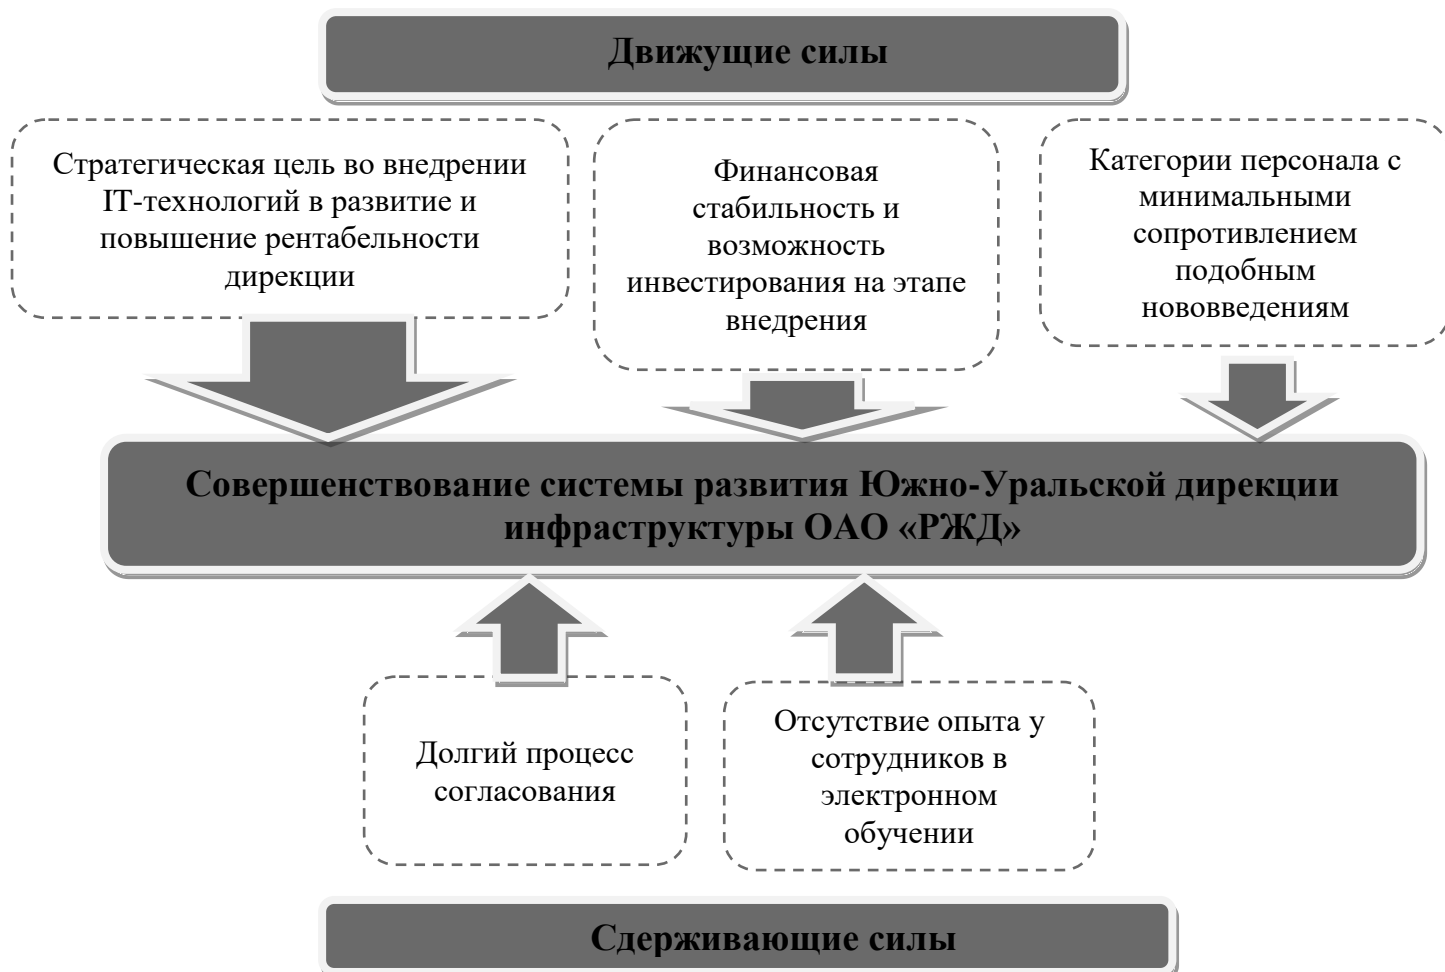 Движущие силы
Стратегическая цель во внедрении
IT-технологий в развитие и
повышение рентабельности
дирекции
Финансовая
стабильность и
возможность
инвестирования на этапе
внедрения
Категории персонала с
минимальными
сопротивлением
подобным
нововведениям
Совершенствование системы развития Южно-Уральской дирекции
инфраструктуры ОАО «РЖД»
Долгий процесс
согласования
Отсутствие опыта у
сотрудников в
электронном
обучении
Сдерживающие силы